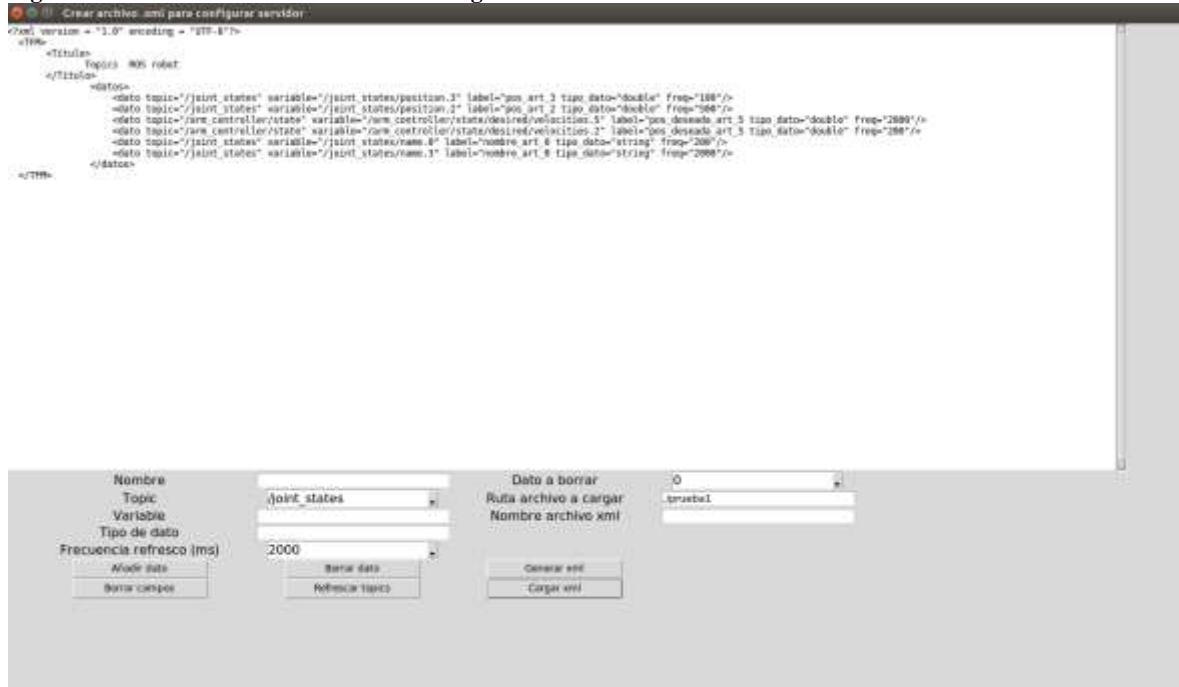 Crear archivo .xml para configurar servidor
<?xml version = "1.0" encoding = "UTF-8"?>
<TFM>
<Titulo>
Topics ROS robot
</Titulo>
<datos>
<dato topic="/joint_states" variable="/joint_states/position.3" label="pos_art_3 tipo_dato="double" freq="100"/>
<dato topic="/joint_states" variable="/joint_states/position.2" label="pos_art_2 tipo_dato="double" freq="500"/>
<dato topic="/arm_controller/state" variable="/arm_controller/state/desired/velocities.5" label="pos_deseada_art_5 tipo_dato="double" freq="2000"/>
<dato topic="/arm_controller/state" variable="/arm_controller/state/desired/velocities.2" label="pos_deseada_art_5 tipo_dato="double" freq="200"/>
<dato topic="/joint_states" variable="/joint_states/name.0" label="nombre_art_0 tipo_dato="string" freq="200"/>
<dato topic="/joint_states" variable="/joint_states/name.3" label="nombre_art_0 tipo_dato="string" freq="2000"/>
</datos>
</TFM>
Nombre Dato a borrar 0
Topic /joint_states Ruta archivo a cargar ./prueba1
Variable Nombre archivo xml
Tipo de dato
Frecuencia refresco (ms) 2000
Añadir dato Borrar dato Generar xml
Borrar campos Refrescar topics Cargar xml